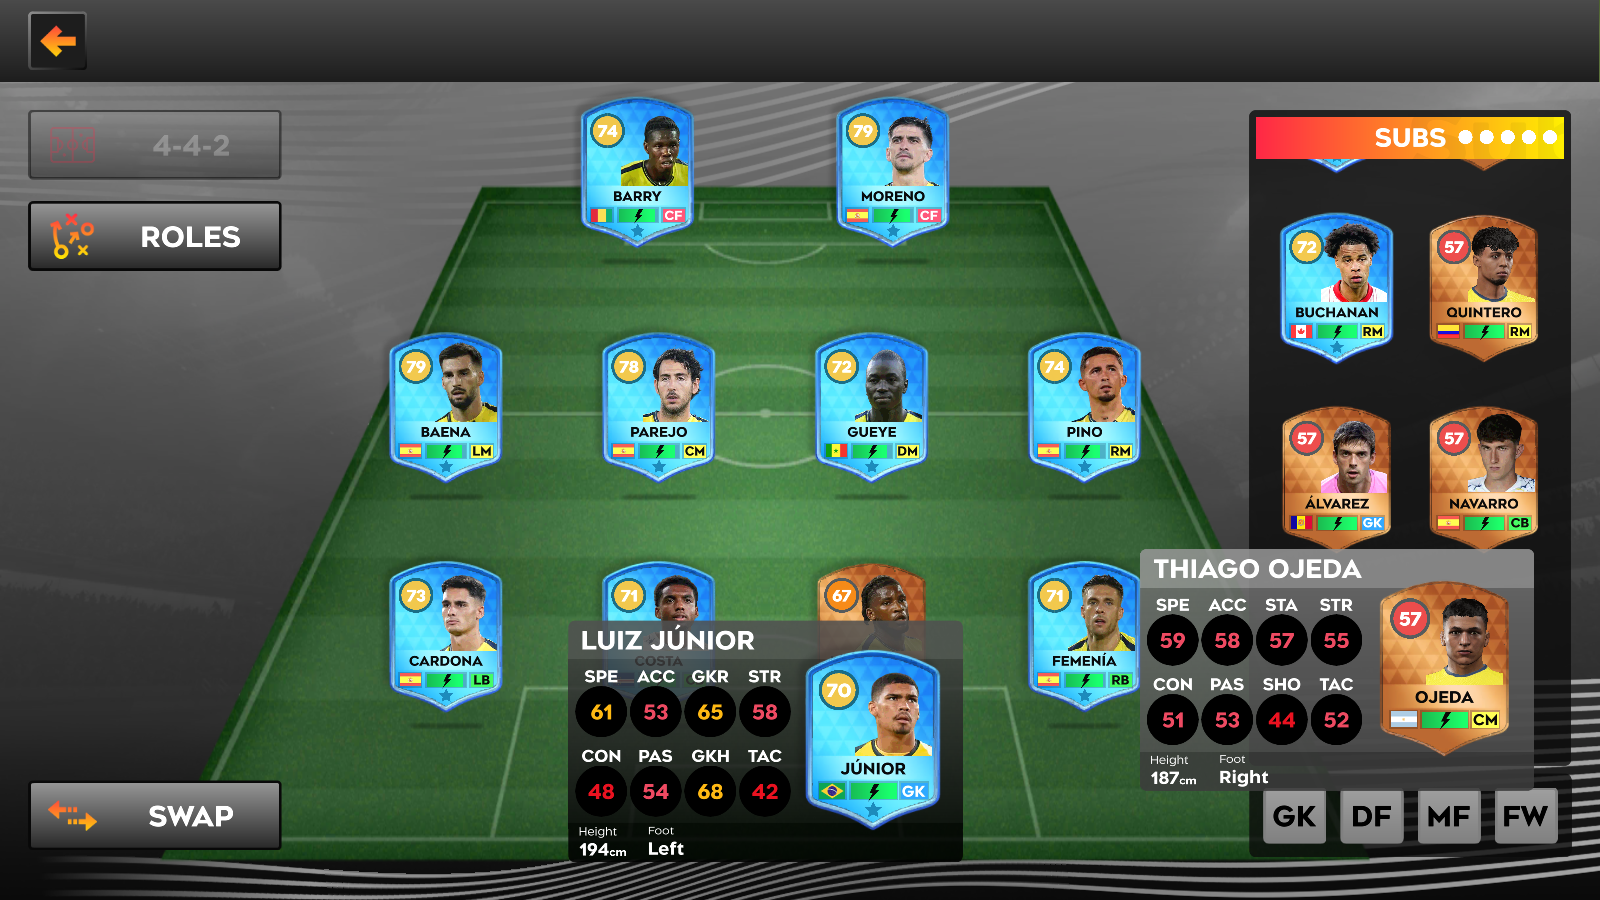 4-4-2
ROLES
SWAP
74
BARRY
CF
79
MORENO
CF
79
BAENA
LM
78
PAREJO
CM
72
GUEYE
DM
74
PINO
RM
73
CARDONA
LB
71
COSTA
67
71
FEMENÍA
RB
LUIZ JÚNIOR
SPE ACC GKR STR
61 53 65 58
CON PAS GKH TAC
48 54 68 42
Height Foot
194cm Left
70
JÚNIOR
GK
SUBS
72
BUCHANAN
RM
57
QUINTERO
RM
57
ÁLVAREZ
GK
57
NAVARRO
CB
THIAGO OJEDA
SPE ACC STA STR
59 58 57 55
CON PAS SHO TAC
51 53 44 52
Height Foot
187cm Right
57
OJEDA
CM
GK DF MF FW